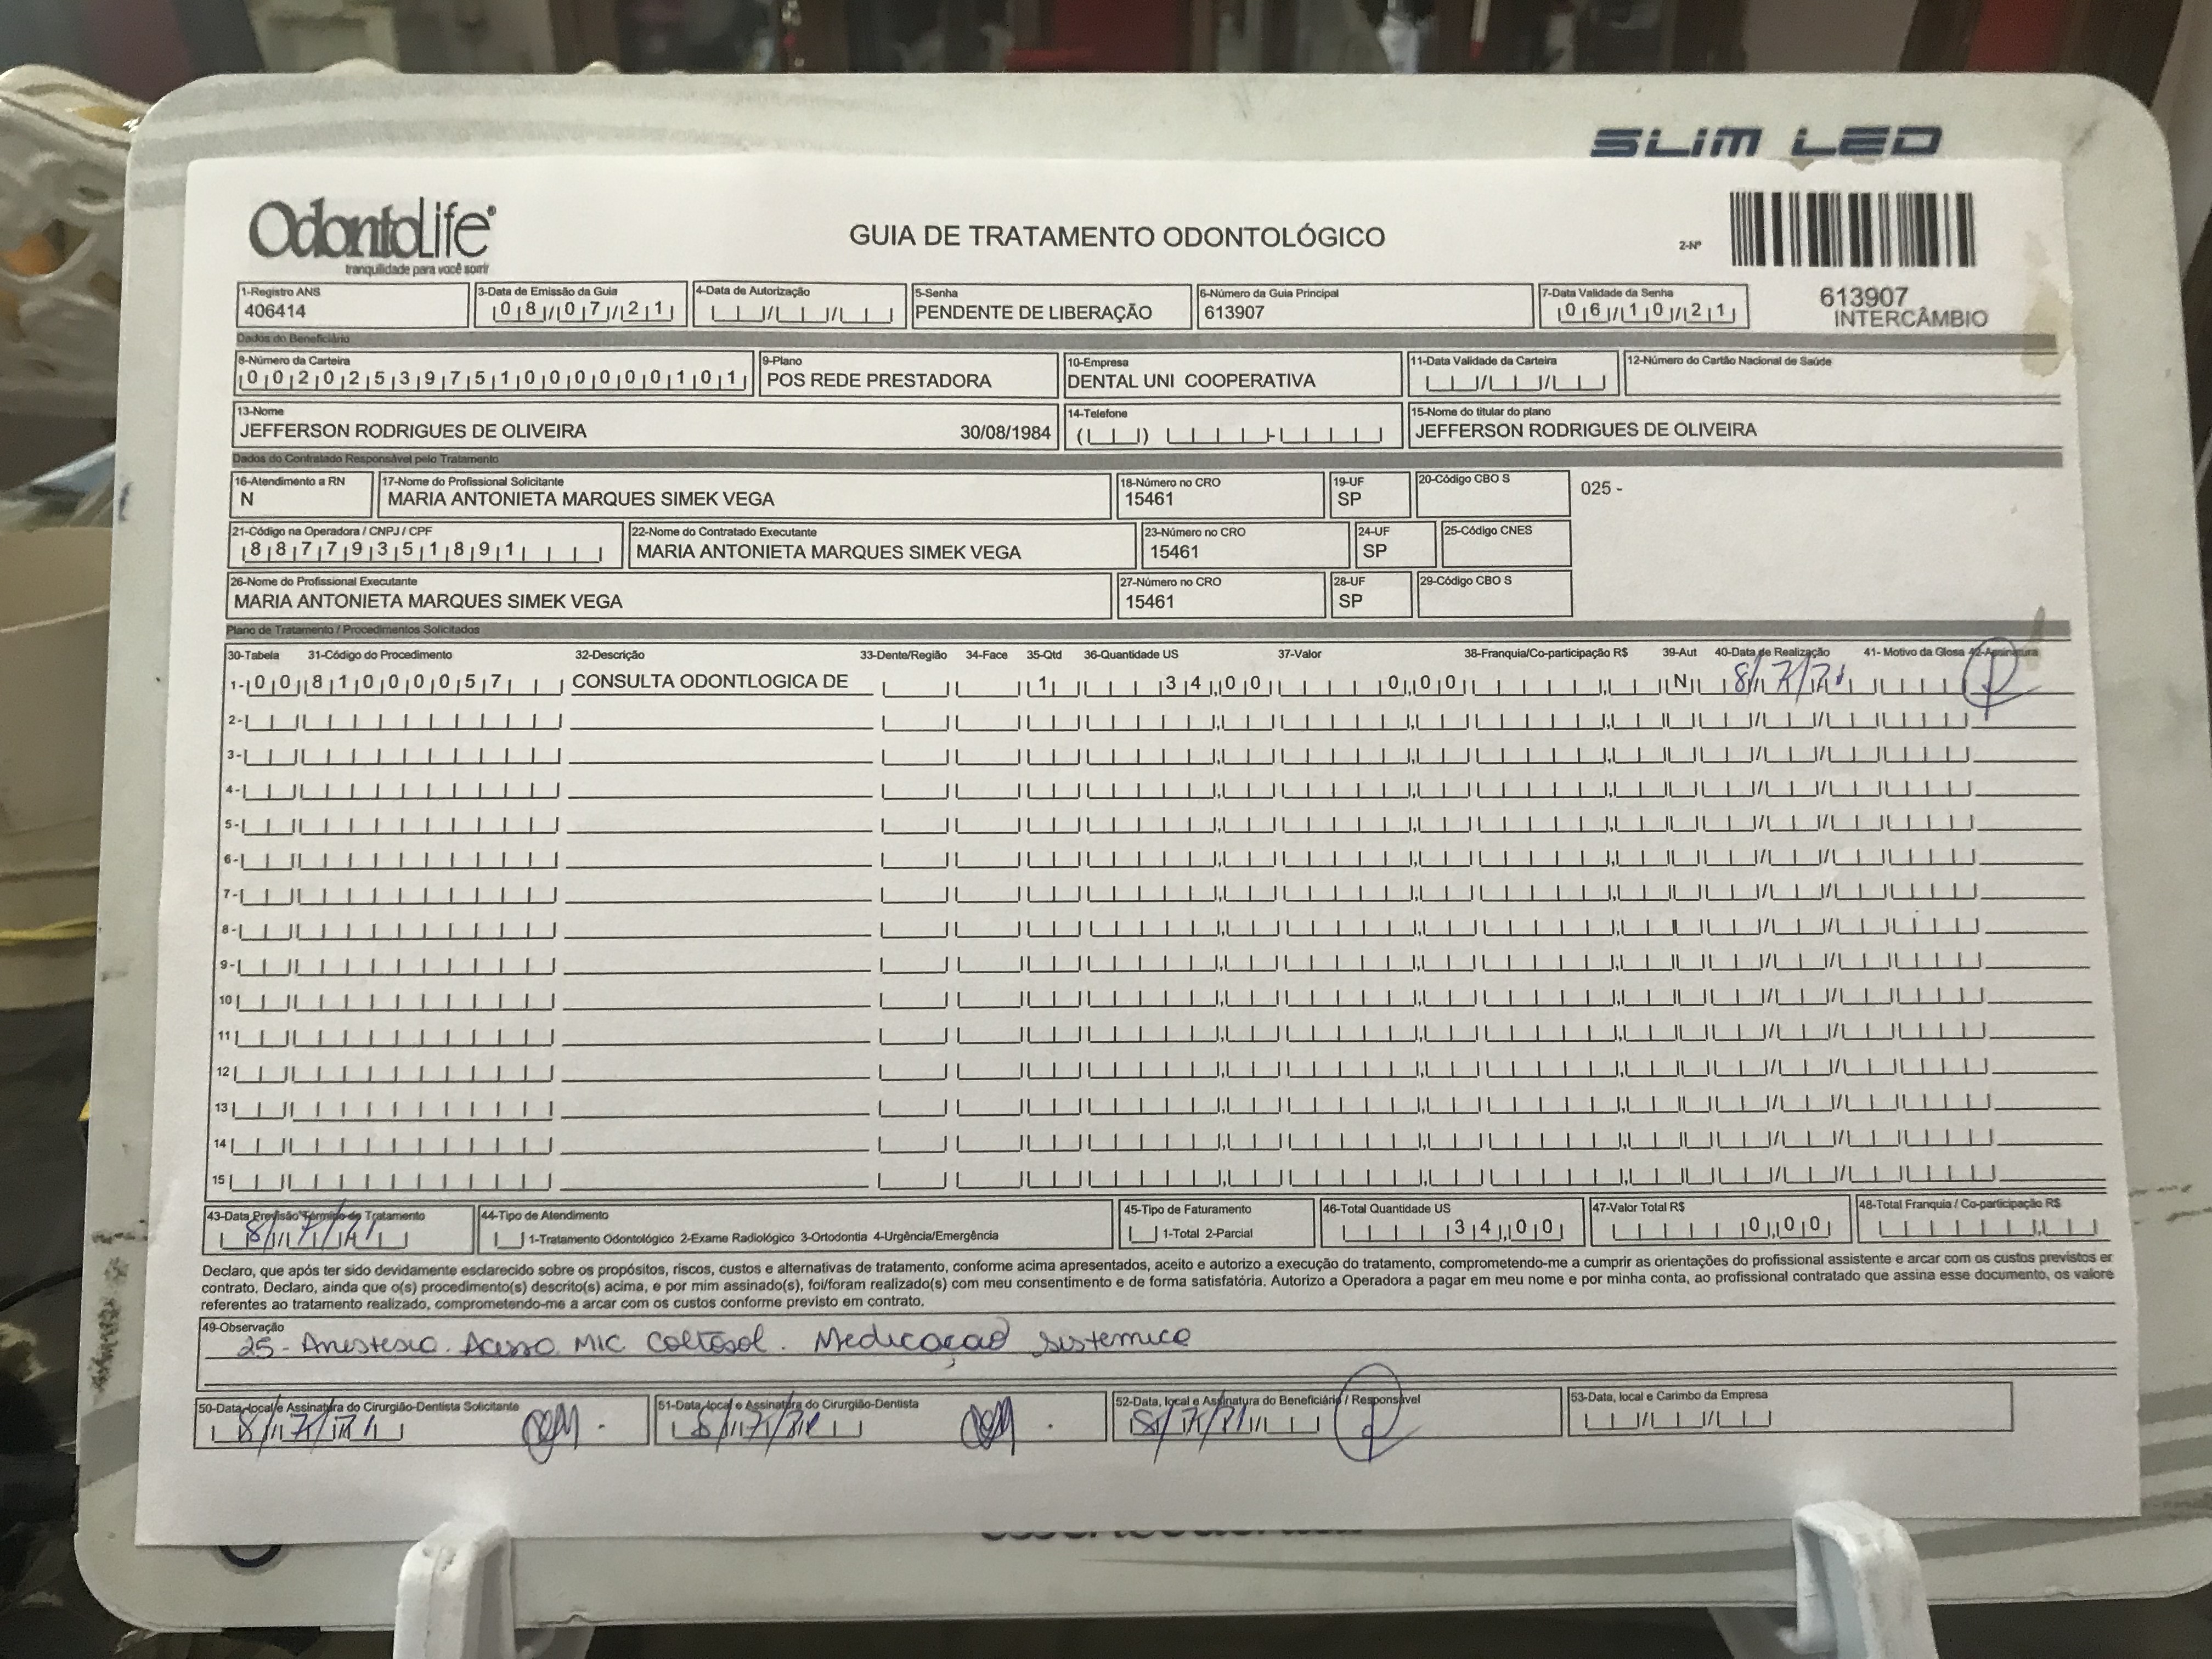 SLIM LED
OdontoLife®
tranquilidade para você sorrir
GUIA DE TRATAMENTO ODONTOLÓGICO
2-Nº
613907
INTERCÂMBIO
1-Registro ANS
406414
3-Data de Emissão da Guia
08/07/21
4-Data de Autorização
5-Senha
PENDENTE DE LIBERAÇÃO
6-Número da Guia Principal
613907
7-Data Validade da Senha
06/10/21
Dados do Beneficiário
8-Número da Carteira
00202539751000000101
9-Plano
POS REDE PRESTADORA
10-Empresa
DENTAL UNI COOPERATIVA
11-Data Validade da Carteira
12-Número do Cartão Nacional de Saúde
13-Nome
JEFFERSON RODRIGUES DE OLIVEIRA 30/08/1984
14-Telefone
15-Nome do titular do plano
JEFFERSON RODRIGUES DE OLIVEIRA
Dados do Contratado Responsável pelo Tratamento
16-Atendimento a RN
N
17-Nome do Profissional Solicitante
MARIA ANTONIETA MARQUES SIMEK VEGA
18-Número no CRO
15461
19-UF
SP
20-Código CBO S
025 -
21-Código na Operadora / CNPJ / CPF
88779351891
22-Nome do Contratado Executante
MARIA ANTONIETA MARQUES SIMEK VEGA
23-Número no CRO
15461
24-UF
SP
25-Código CNES
26-Nome do Profissional Executante
MARIA ANTONIETA MARQUES SIMEK VEGA
27-Número no CRO
15461
28-UF
SP
29-Código CBO S
Plano de Tratamento / Procedimentos Solicitados
30-Tabela 31-Código do Procedimento 32-Descrição 33-Dente/Região 34-Face 35-Qtd 36-Quantidade US 37-Valor 38-Franquia/Co-participação R$ 39-Aut 40-Data de Realização 41- Motivo da Glosa 42-Assinatura
1- 00 81000057 CONSULTA ODONTLOGICA DE 1 34,00 0,00 N 8/7/21
2-
3-
4-
5-
6-
7-
8-
9-
10
11
12
13
14
15
43-Data Previsão Término do Tratamento
8/7/21
44-Tipo de Atendimento
1-Tratamento Odontológico 2-Exame Radiológico 3-Ortodontia 4-Urgência/Emergência
45-Tipo de Faturamento
1-Total 2-Parcial
46-Total Quantidade US
34,00
47-Valor Total R$
0,00
48-Total Franquia / Co-participação R$
Declaro, que após ter sido devidamente esclarecido sobre os propósitos, riscos, custos e alternativas de tratamento, conforme acima apresentados, aceito e autorizo a execução do tratamento, comprometendo-me a cumprir as orientações do profissional assistente e arcar com os custos previstos er
contrato. Declaro, ainda que o(s) procedimento(s) descrito(s) acima, e por mim assinado(s), foi/foram realizado(s) com meu consentimento e de forma satisfatória. Autorizo a Operadora a pagar em meu nome e por minha conta, ao profissional contratado que assina esse documento, os valore
referentes ao tratamento realizado, comprometendo-me a arcar com os custos conforme previsto em contrato.
49-Observação
25- Anestesia. Acesso. MIC Coltosol. Medicação sistemica
50-Data, local e Assinatura do Cirurgião-Dentista Solicitante
8/7/21
51-Data, local e Assinatura do Cirurgião-Dentista
8/7/21
52-Data, local e Assinatura do Beneficiário / Responsável
8/7/21
53-Data, local e Carimbo da Empresa